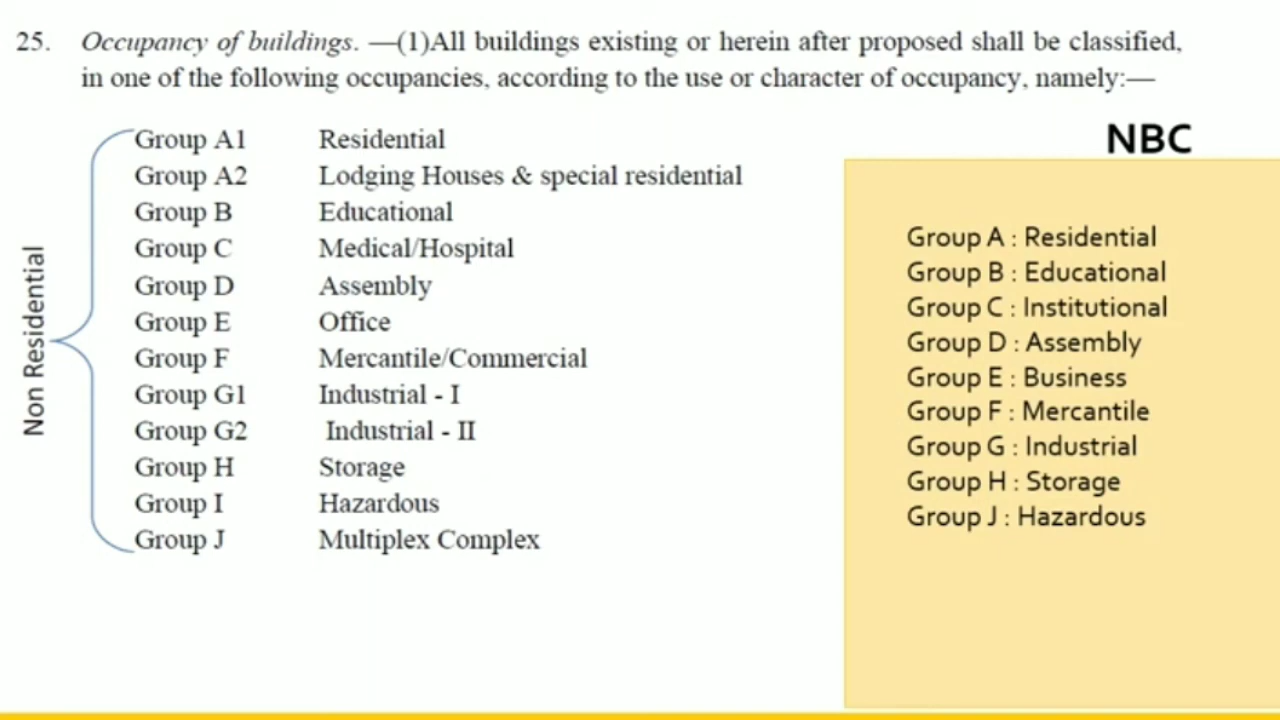 25. Occupancy of buildings. —(1)All buildings existing or herein after proposed shall be classified,
in one of the following occupancies, according to the use or character of occupancy, namely:—
Non Residential
Group A1 Residential
Group A2 Lodging Houses & special residential
Group B Educational
Group C Medical/Hospital
Group D Assembly
Group E Office
Group F Mercantile/Commercial
Group G1 Industrial - I
Group G2 Industrial - II
Group H Storage
Group I Hazardous
Group J Multiplex Complex
NBC
Group A : Residential
Group B : Educational
Group C : Institutional
Group D : Assembly
Group E : Business
Group F : Mercantile
Group G : Industrial
Group H : Storage
Group J : Hazardous